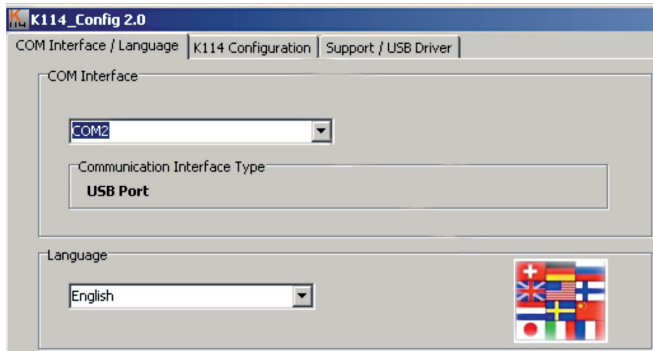 K114_Config 2.0
COM Interface / Language K114 Configuration Support / USB Driver
COM Interface
COM2
Communication Interface Type
USB Port
Language
English